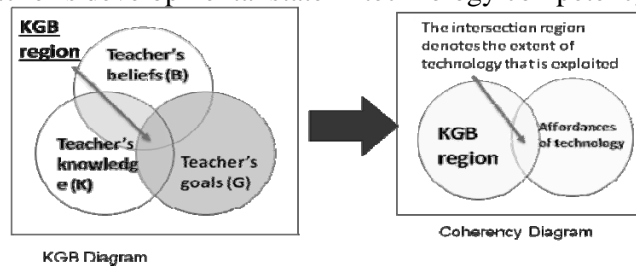 KGB
region
Teacher's
beliefs (B)
Teacher's
knowledg
e (K)
Teacher's
goals (G)
KGB Diagram
The intersection region
denotes the extent of
technology that is exploited
KGB
region
Affordances
of technology
Coherency Diagram